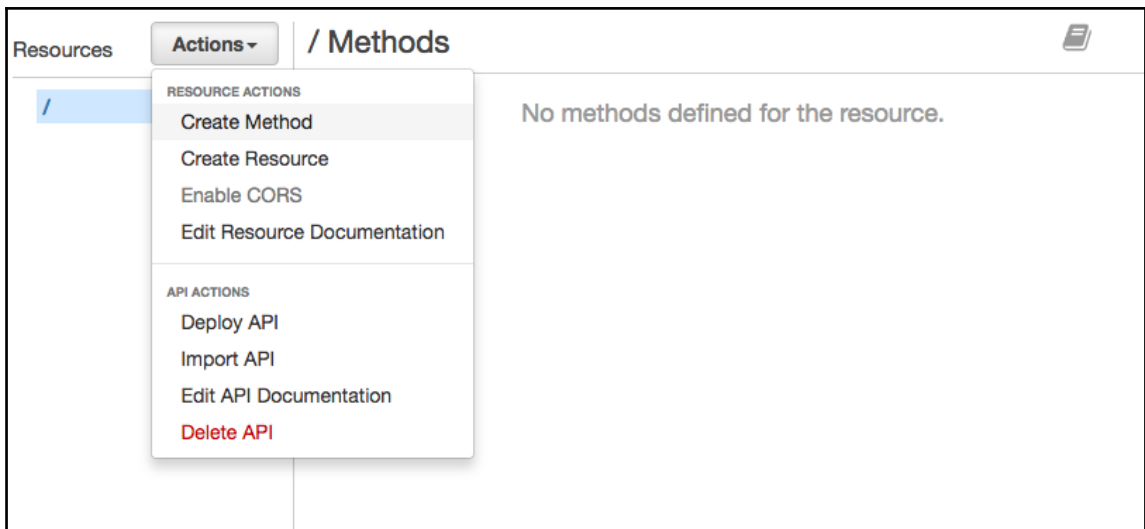 Resources
Actions
/ Methods
/
RESOURCE ACTIONS
Create Method
Create Resource
Enable CORS
Edit Resource Documentation
API ACTIONS
Deploy API
Import API
Edit API Documentation
Delete API
No methods defined for the resource.